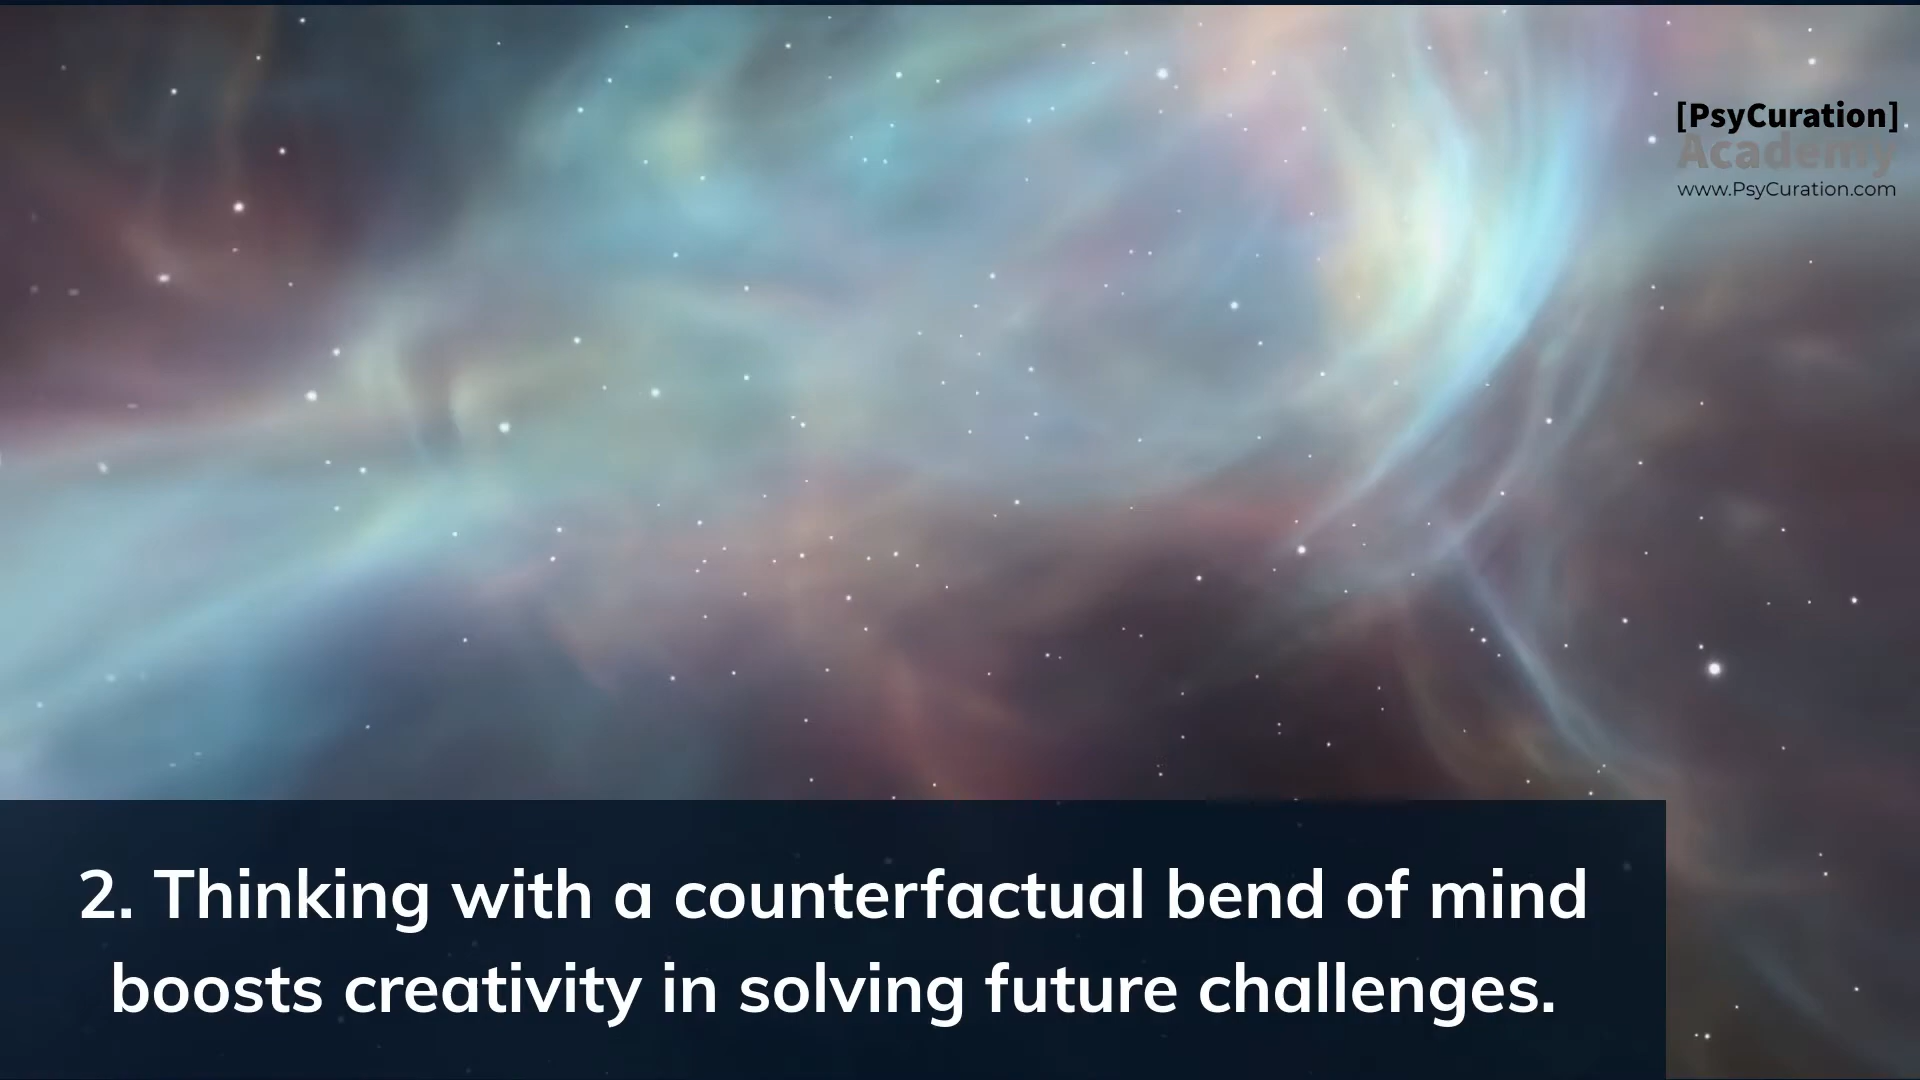 [PsyCuration]
Academy
www.PsyCuration.com
2. Thinking with a counterfactual bend of mind
boosts creativity in solving future challenges.